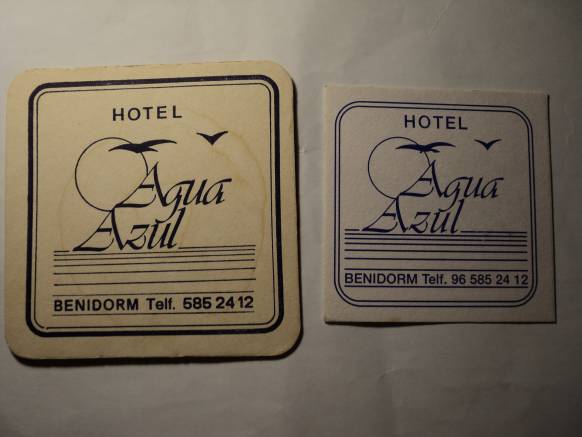 HOTEL
Agua
Azul
BENIDORM Telf. 585 24 12
HOTEL
Agua
Azul
BENIDORM Telf. 96 585 24 12